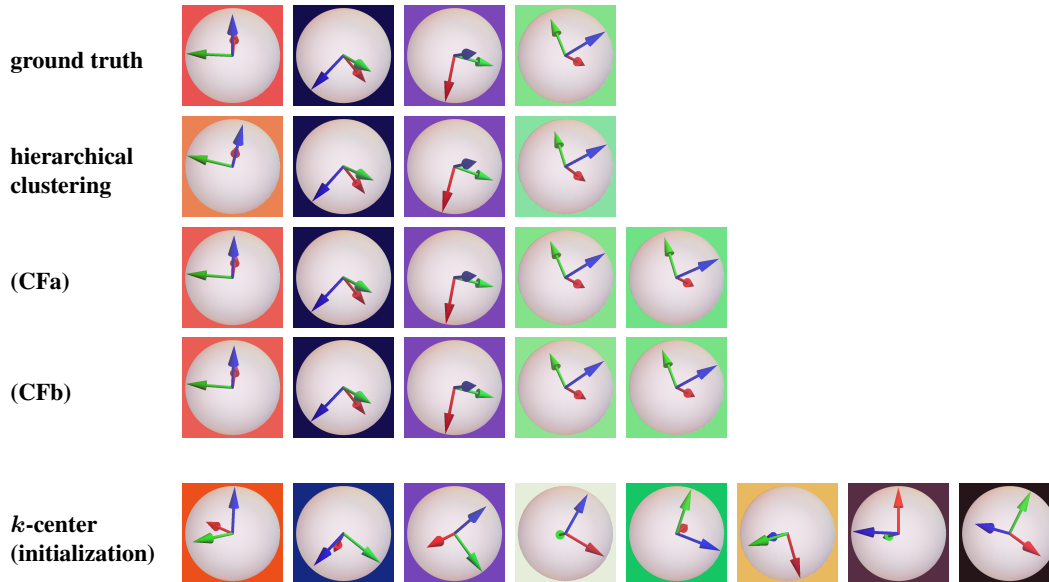 ground truth
hierarchical
clustering
(CFa)
(CFb)
k-center
(initialization)